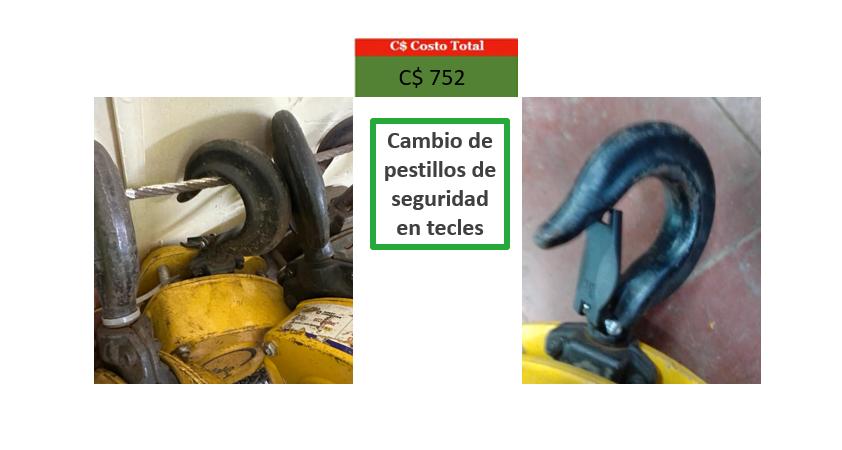 C$ Costo Total
C$ 752
Cambio de
pestillos de
seguridad
en tecles